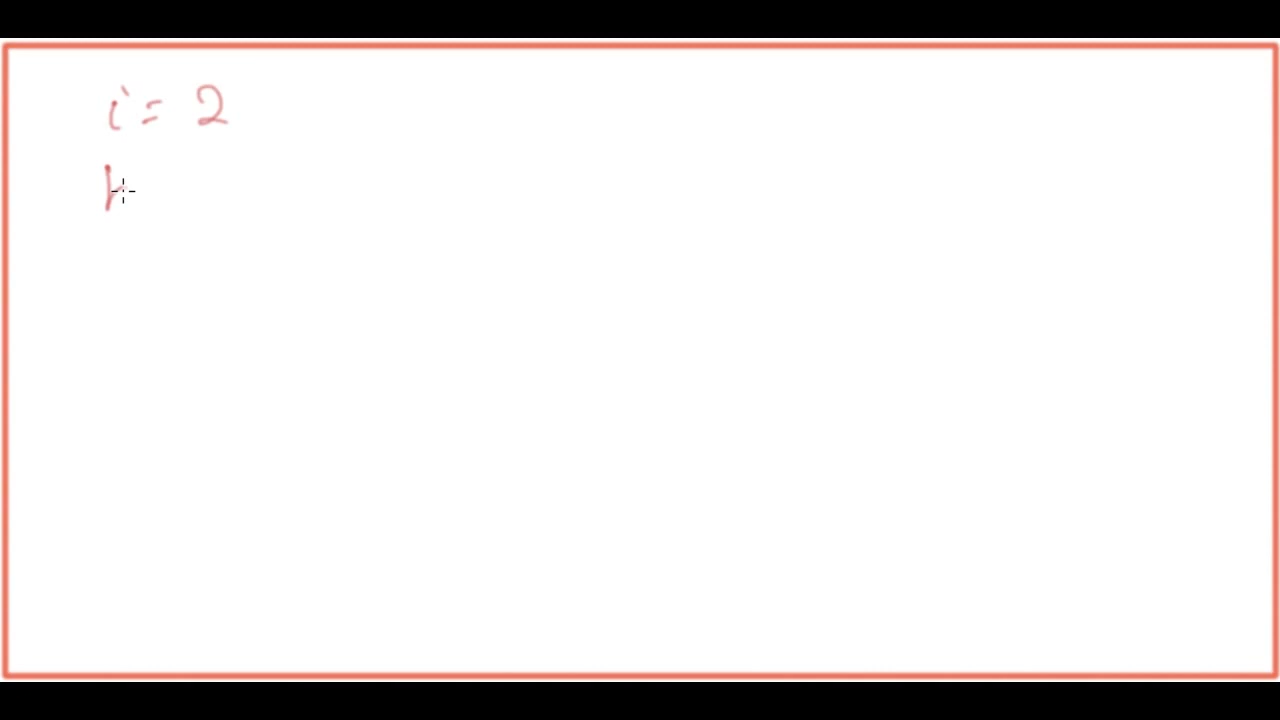 i = 2